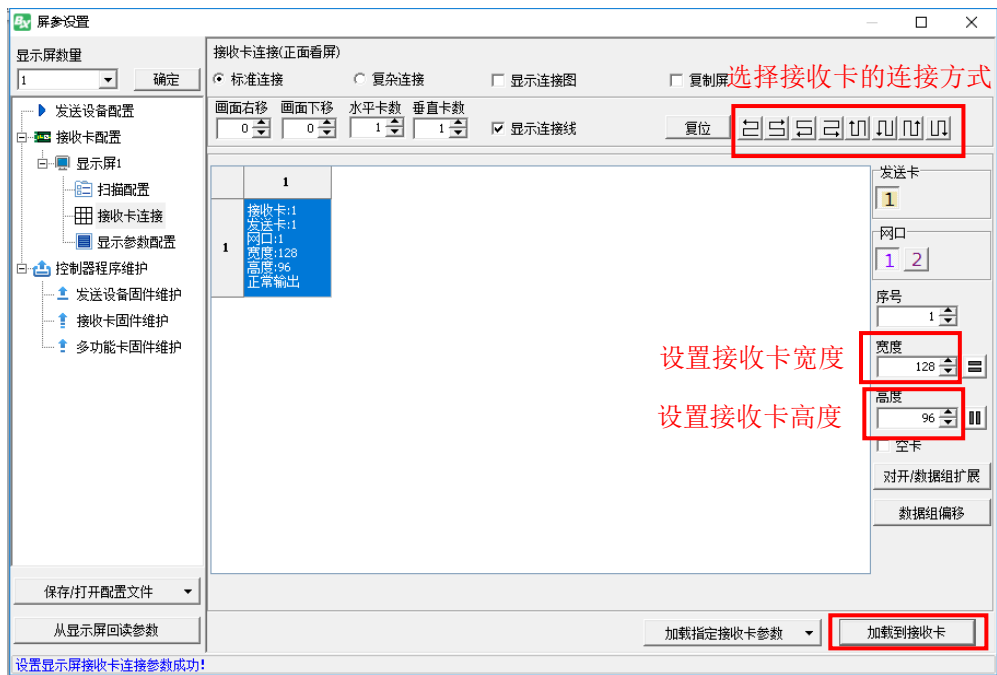 BX 屏参设置
显示屏数量
1
确定
发送设备配置
接收卡配置
显示屏1
扫描配置
接收卡连接
显示参数配置
控制器程序维护
发送设备固件维护
接收卡固件维护
多功能卡固件维护
保存/打开配置文件
从显示屏回读参数
接收卡连接(正面看屏)
标准连接 复杂连接 显示连接图 复制屏
选择接收卡的连接方式
画面右移 画面下移 水平卡数 垂直卡数
0 0 1 1 显示连接线 复位
1
1
接收卡:1
发送卡:1
网口:1
宽度:128
高度:96
正常输出
发送卡
1
网口
1 2
序号
1
设置接收卡宽度
宽度
128
设置接收卡高度
高度
96
空卡
对开/数据组扩展
数据组偏移
加载指定接收卡参数 加载到接收卡
设置显示屏接收卡连接参数成功!